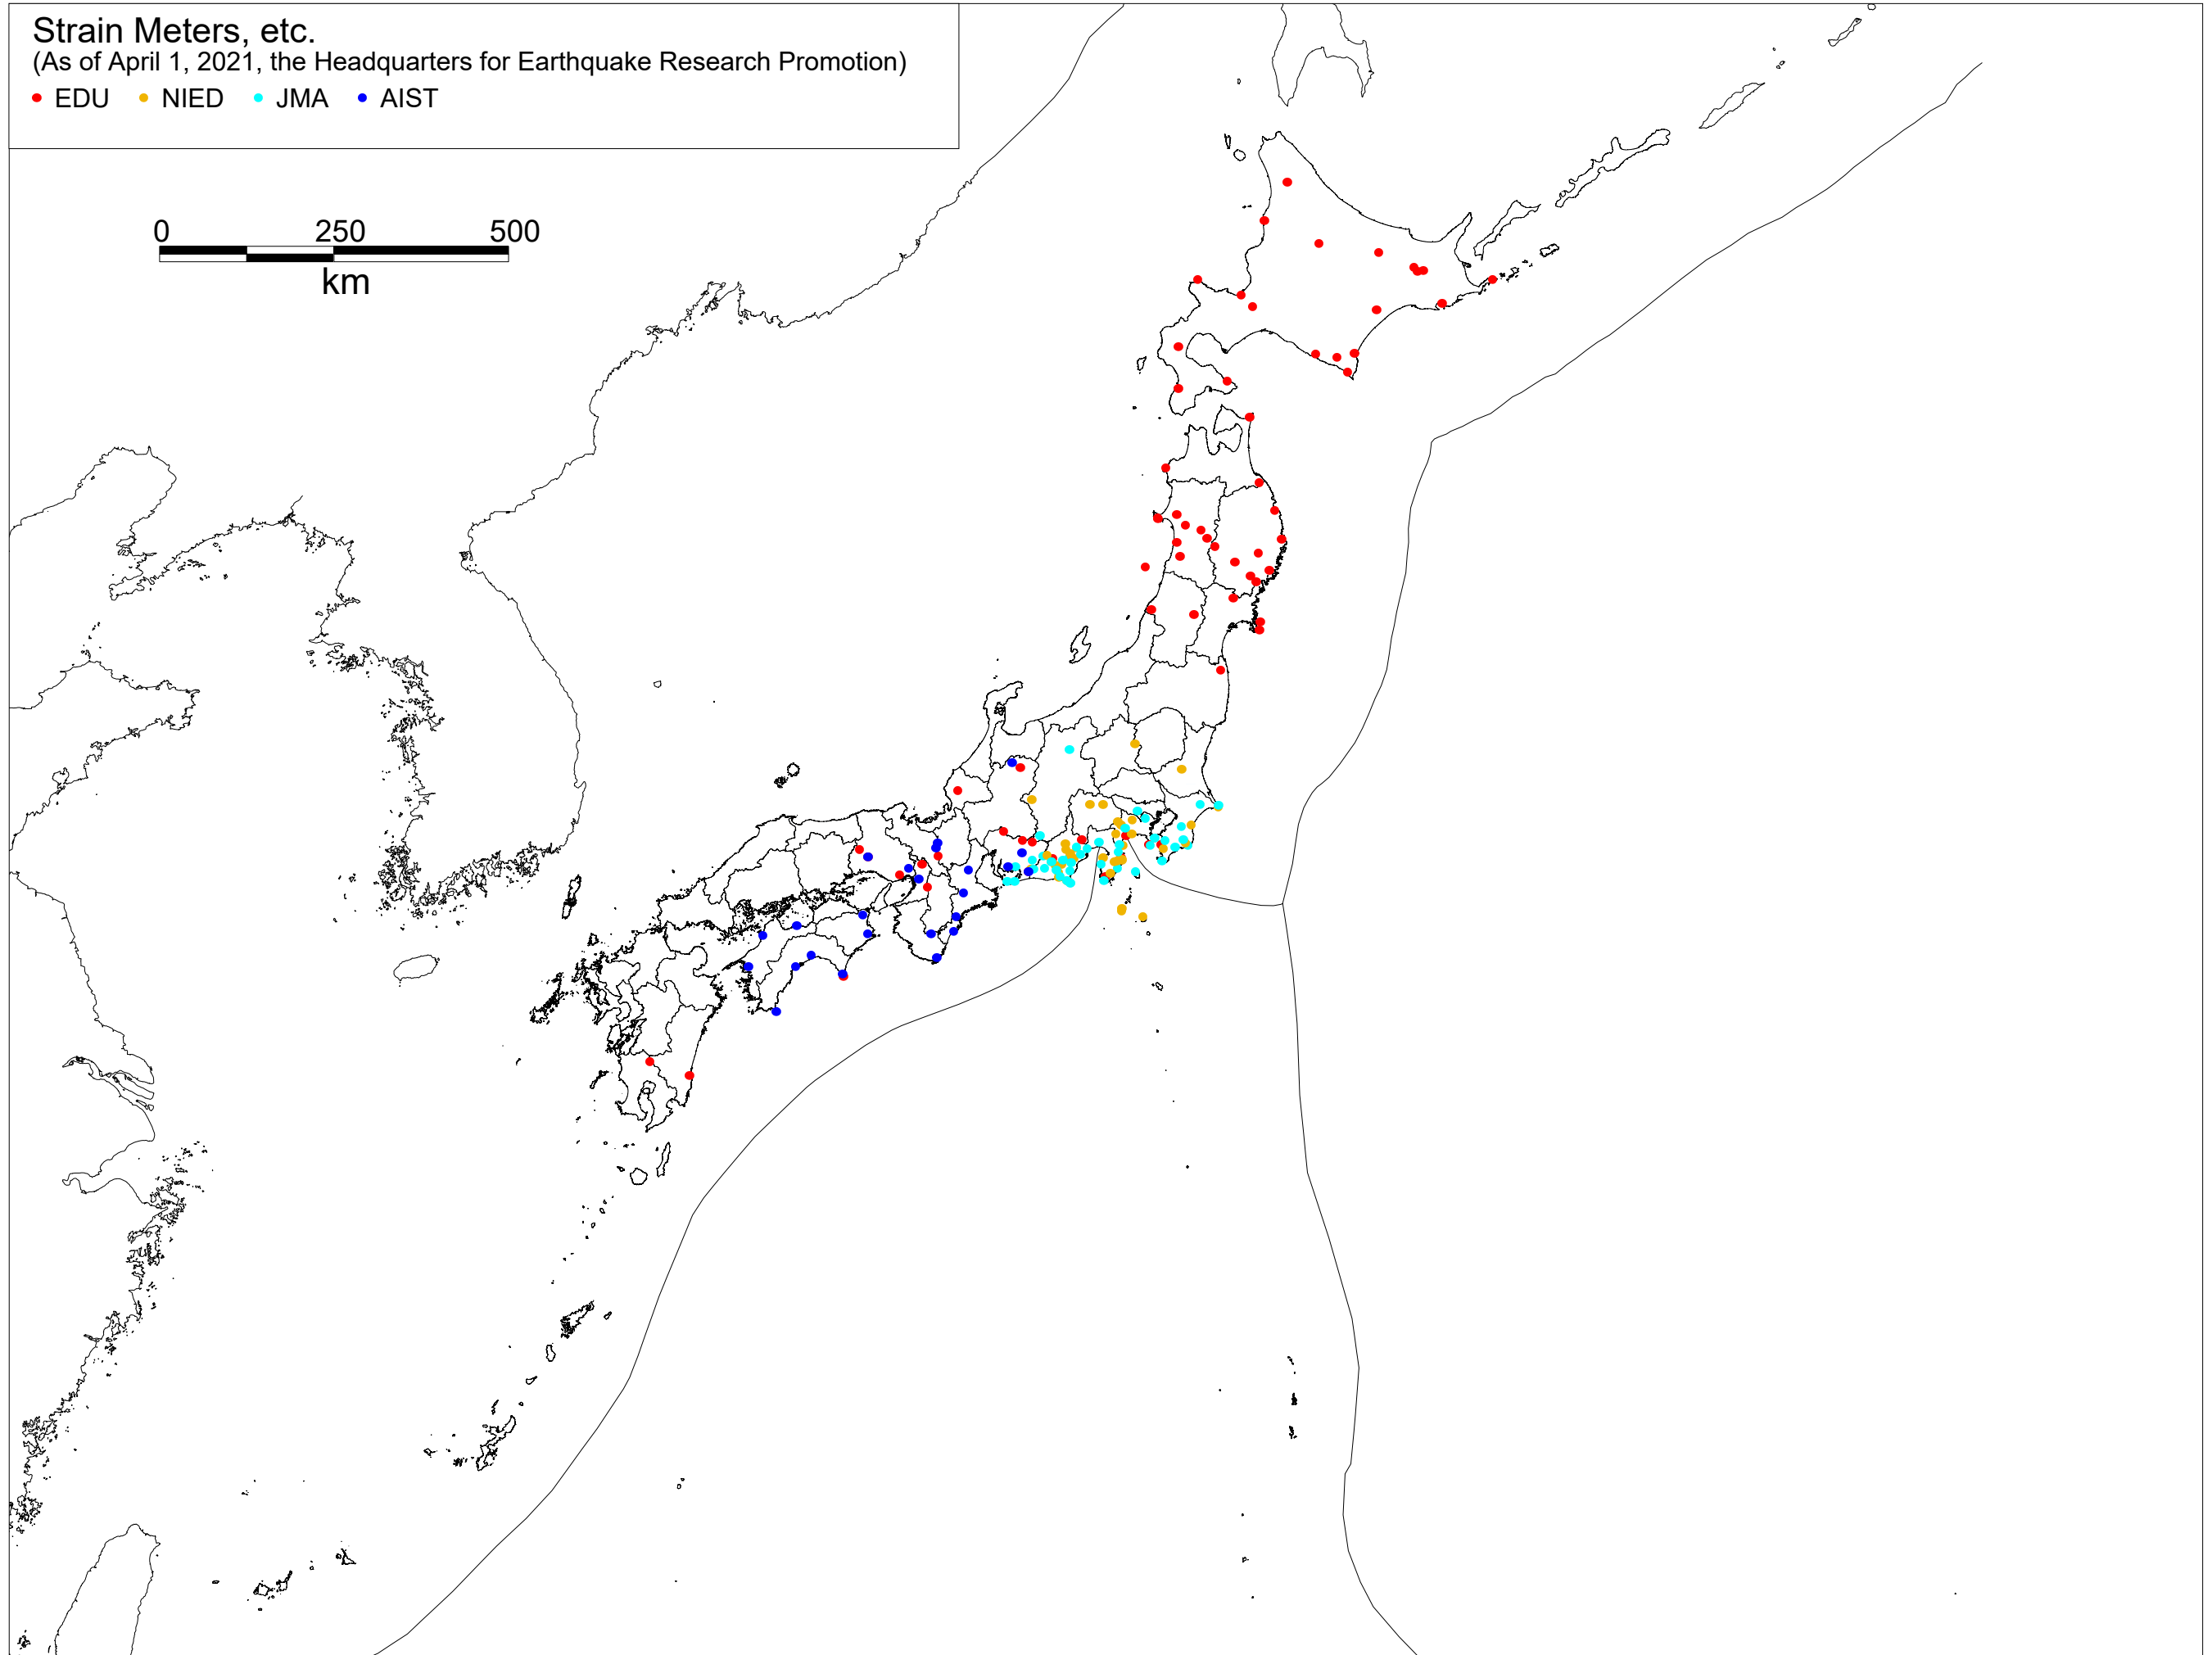 Strain Meters, etc.
(As of April 1, 2021, the Headquarters for Earthquake Research Promotion)
EDU NIED JMA AIST
0 250 500
km